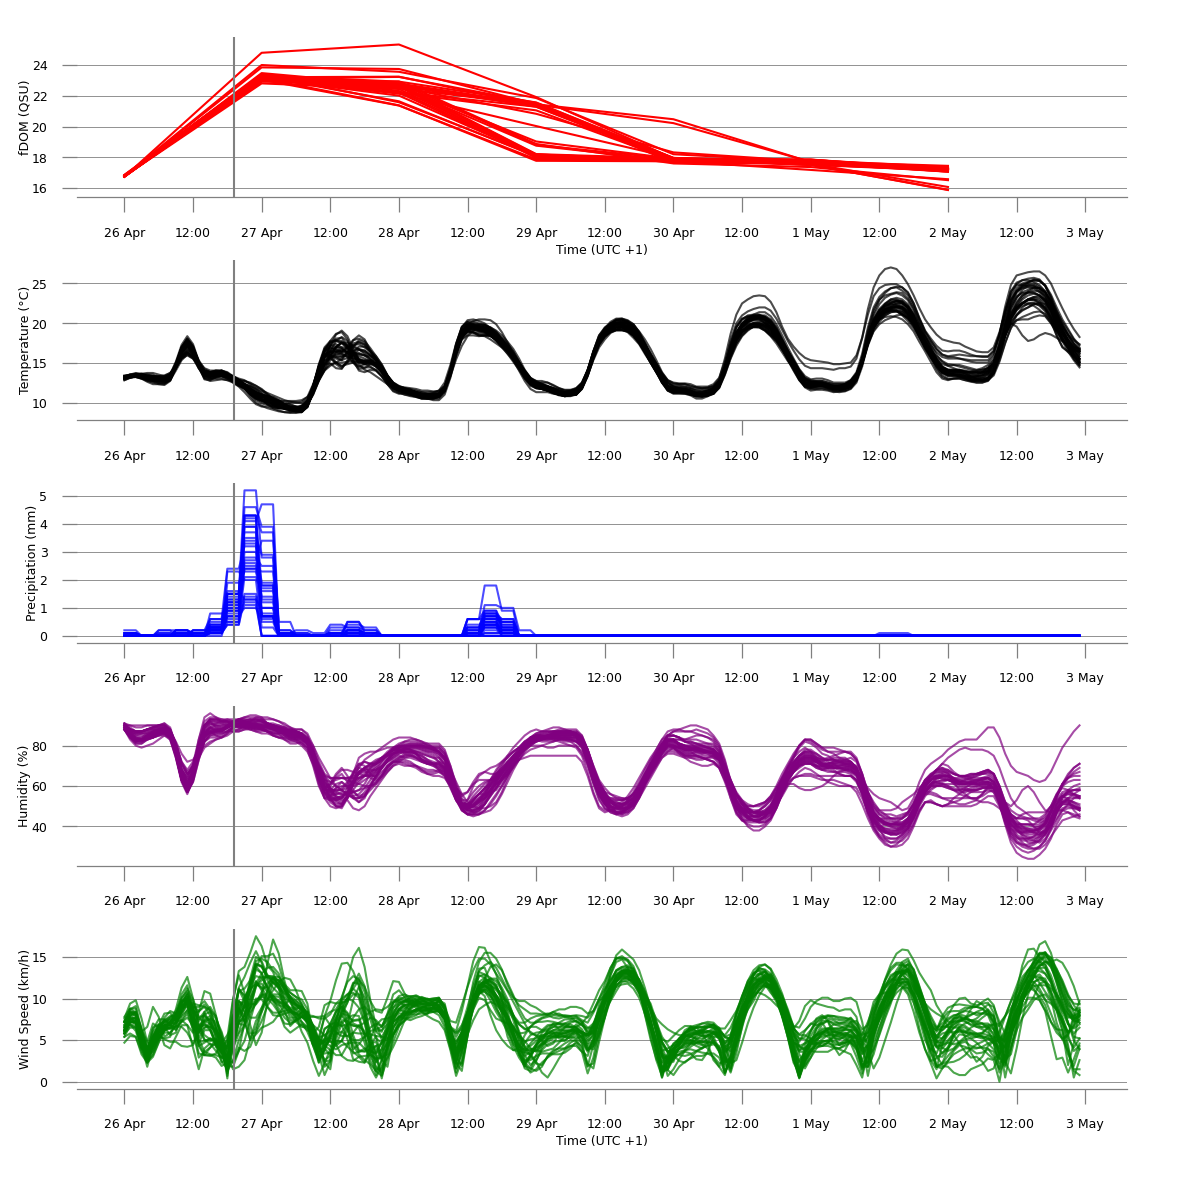 24
22
20
18
16
fDOM (QSU)
26 Apr 12:00 27 Apr 12:00 28 Apr 12:00 29 Apr 12:00 30 Apr 12:00 1 May 12:00 2 May 12:00 3 May
Time (UTC +1)
25
20
15
10
Temperature (°C)
26 Apr 12:00 27 Apr 12:00 28 Apr 12:00 29 Apr 12:00 30 Apr 12:00 1 May 12:00 2 May 12:00 3 May
5
4
3
2
1
0
Precipitation (mm)
26 Apr 12:00 27 Apr 12:00 28 Apr 12:00 29 Apr 12:00 30 Apr 12:00 1 May 12:00 2 May 12:00 3 May
80
60
40
Humidity (%)
26 Apr 12:00 27 Apr 12:00 28 Apr 12:00 29 Apr 12:00 30 Apr 12:00 1 May 12:00 2 May 12:00 3 May
15
10
5
0
Wind Speed (km/h)
26 Apr 12:00 27 Apr 12:00 28 Apr 12:00 29 Apr 12:00 30 Apr 12:00 1 May 12:00 2 May 12:00 3 May
Time (UTC +1)